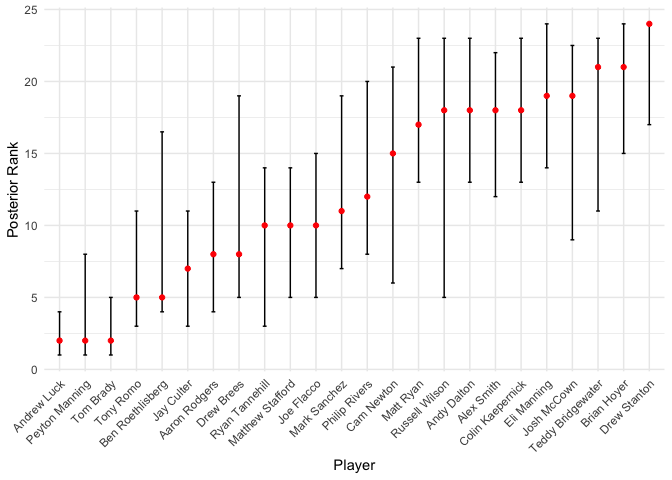 25
20
15
10
5
0
Posterior Rank
Andrew Luck
Peyton Manning
Tom Brady
Tony Romo
Ben Roethlisberg
Jay Culter
Aaron Rodgers
Drew Brees
Ryan Tannehill
Matthew Stafford
Joe Flacco
Mark Sanchez
Philip Rivers
Cam Newton
Matt Ryan
Russell Wilson
Andy Dalton
Alex Smith
Colin Kaepernick
Eli Manning
Josh McCown
Teddy Bridgewater
Brian Hoyer
Drew Stanton
Player